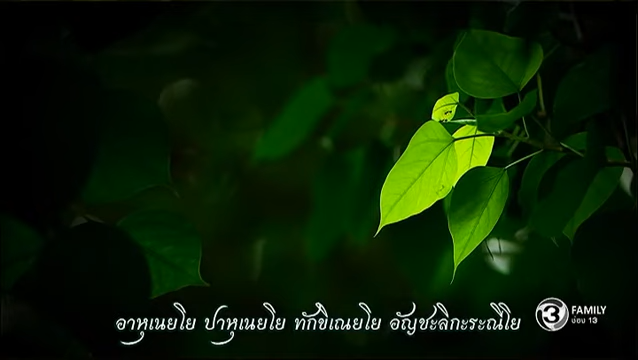 อาหุเนยโย ปาหุเนยโย ทักขิเณยโย อัญชะลิกะระณีโย
3 FAMILY
ช่อง 13